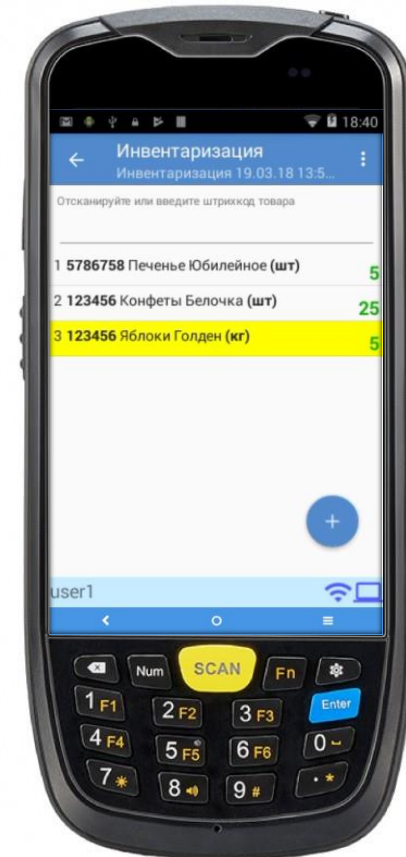 18:40
Инвентаризация
Инвентаризация 19.03.18 13:5...
Отсканируйте или введите штрихкод товара
1 5786758 Печенье Юбилейное (шт) 5
2 123456 Конфеты Белочка (шт) 25
3 123456 Яблоки Голден (кг) 5
+
user1
Num SCAN Fn
1 F1 2 F2 3 F3 Enter
4 F4 5 F5 6 F6 0
7 * 8 9 # . *